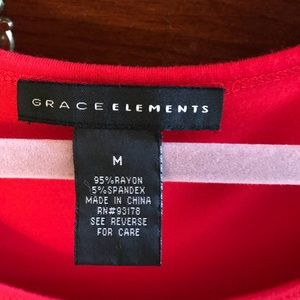 GRACE ELEMENTS
M
95%RAYON
5%SPANDEX
MADE IN CHINA
RN#93178
SEE REVERSE
FOR CARE